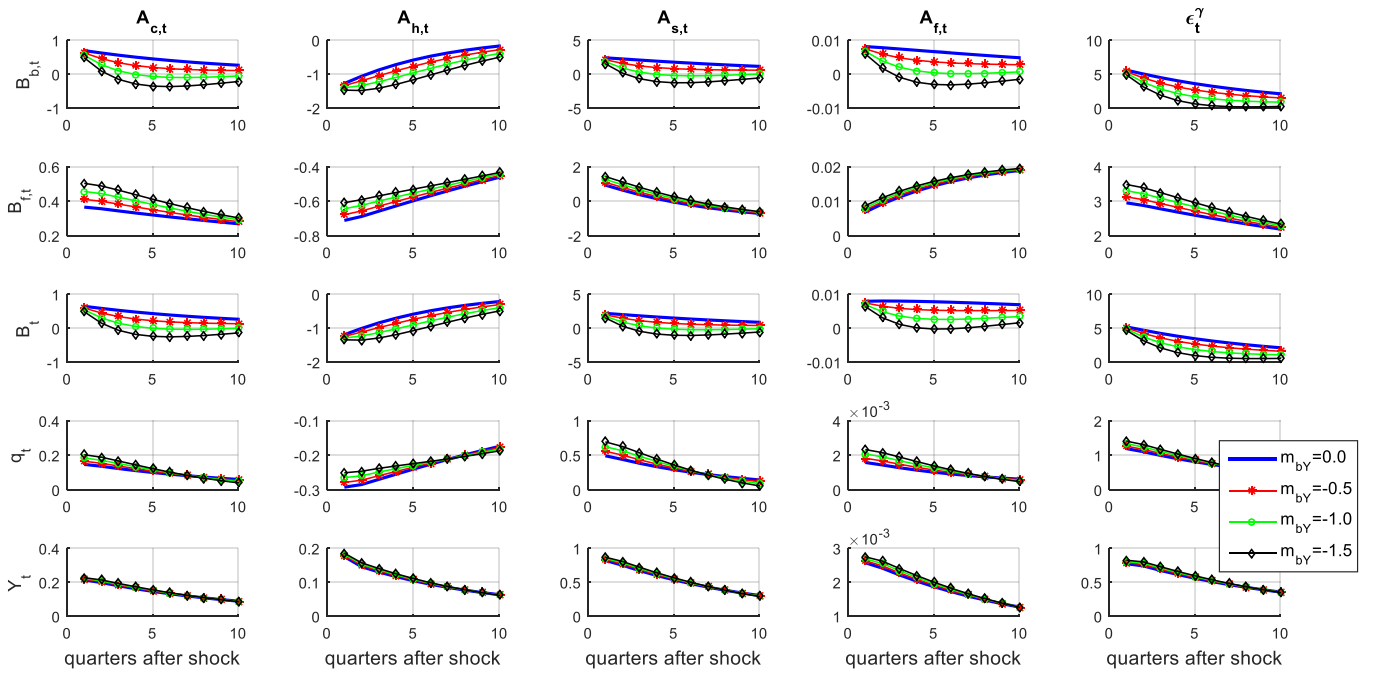 A_c,t A_h,t A_s,t A_f,t ϵ_t^γ
B_b,t
1 0 -1
0 -1 -2
5 0 -5
0.01 0 -0.01
10 5 0
0 5 10 0 5 10 0 5 10 0 5 10 0 5 10
B_f,t
0.6 0.4 0.2
-0.4 -0.6 -0.8
2 0 -2
0.02 0.01 0
4 3 2
0 5 10 0 5 10 0 5 10 0 5 10 0 5 10
B_t
1 0 -1
0 -1 -2
5 0 -5
0.01 0 -0.01
10 5 0
0 5 10 0 5 10 0 5 10 0 5 10 0 5 10
q_t
0.4 0.2 0
-0.1 -0.2 -0.3
1 0.5 0
×10^-3
4 2 0
2 1 0
0 5 10 0 5 10 0 5 10 0 5 10 0 5
m_bY=0.0
m_bY=-0.5
m_bY=-1.0
m_bY=-1.5
Y_t
0.4 0.2 0
0.2 0.1 0
1 0.5 0
×10^-3
3 2 1
1 0.5 0
0 5 10 0 5 10 0 5 10 0 5 10 0 5 10
quarters after shock quarters after shock quarters after shock quarters after shock quarters after shock